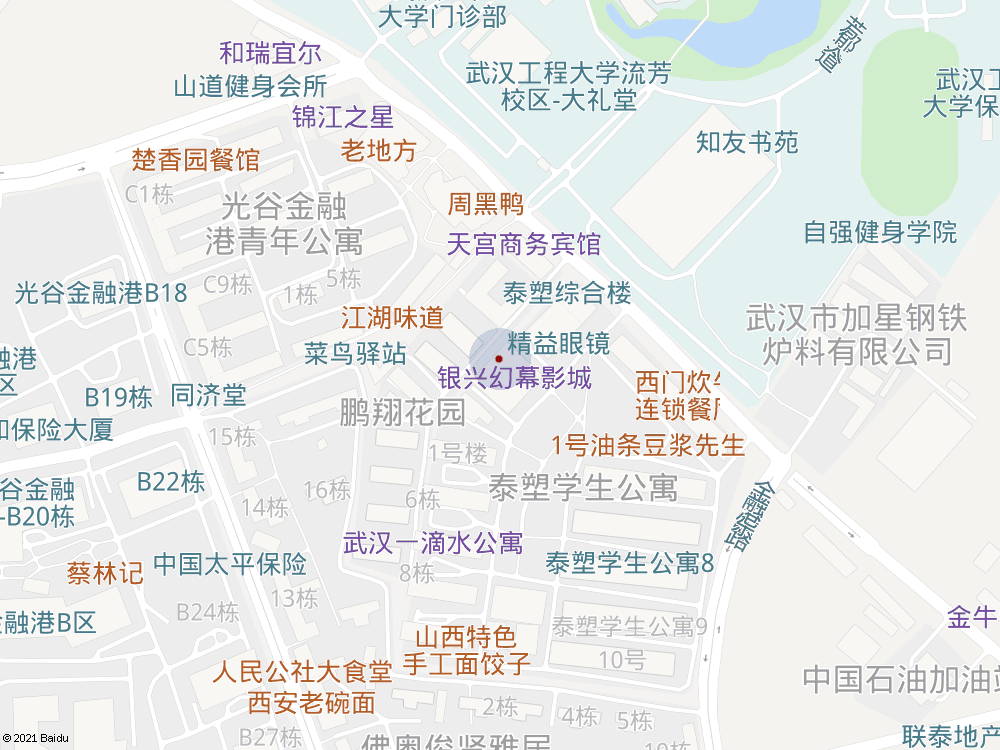 大学门诊部
和瑞宜尔
山道健身会所
武汉工程大学流芳
校区-大礼堂
锦江之星
知友书苑
老地方
楚香园餐馆
C1栋
光谷金融
港青年公寓
周黑鸭
天宫商务宾馆
自强健身学院
5栋
C9栋
1栋
光谷金融港B18
泰塑综合楼
江湖味道
武汉市加星钢铁
炉料有限公司
C5栋
菜鸟驿站
精益眼镜
银兴幻幕影城
B19栋
同济堂
鹏翔花园
连锁餐厅
15栋
1号楼
1号油条豆浆先生
B22栋
16栋
14栋
6栋
泰塑学生公寓
-B20栋
武汉一滴水公寓
中国太平保险
8栋
泰塑学生公寓8
蔡林记
13栋
B24栋
泰塑学生公寓9
金牛
山西特色
手工面饺子
10号
人民公社大食堂
西安老碗面
中国石油加油站
2栋
4栋
5栋
B27栋
联泰地产
© 2021 Baidu